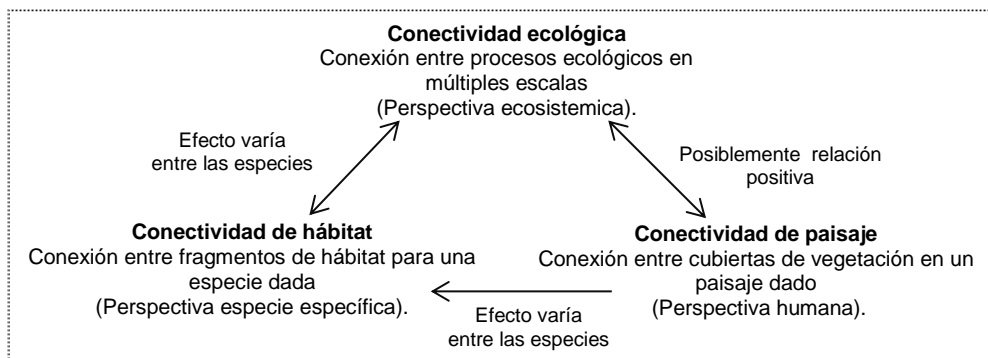 Conectividad ecológica
Conexión entre procesos ecológicos en
múltiples escalas
(Perspectiva ecosistemica).
Efecto varía
entre las especies
Posiblemente relación
positiva
Conectividad de hábitat
Conexión entre fragmentos de hábitat para una
especie dada
(Perspectiva especie específica).
Conectividad de paisaje
Conexión entre cubiertas de vegetación en un
paisaje dado
(Perspectiva humana).
Efecto varía
entre las especies